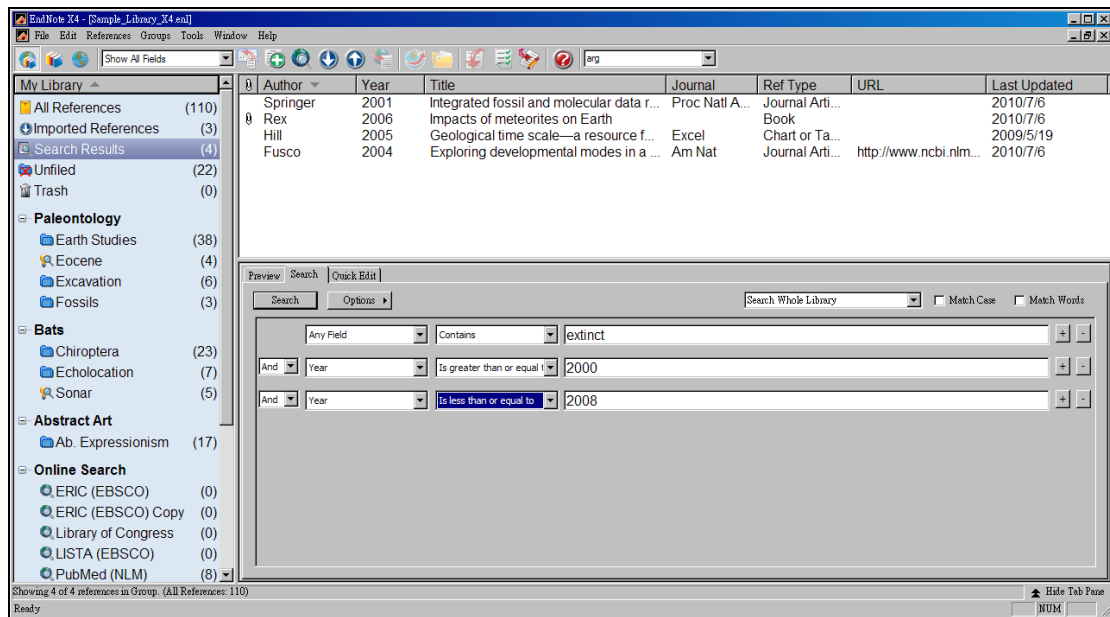 EndNote X4 - [Sample_Library_X4.enl]
File Edit References Groups Tools Window Help
Show All Fields
arg
My Library
All References (110)
Imported References (3)
Search Results (4)
Unfiled (22)
Trash (0)
Paleontology
Earth Studies (38)
Eocene (4)
Excavation (6)
Fossils (3)
Bats
Chiroptera (23)
Echolocation (7)
Sonar (5)
Abstract Art
Ab. Expressionism (17)
Online Search
ERIC (EBSCO) (0)
ERIC (EBSCO) Copy (0)
Library of Congress (0)
LISTA (EBSCO) (0)
PubMed (NLM) (8)
Author Year Title Journal Ref Type URL Last Updated
Springer 2001 Integrated fossil and molecular data r... Proc Natl A... Journal Arti... 2010/7/6
Rex 2006 Impacts of meteorites on Earth Book 2010/7/6
Hill 2005 Geological time scale—a resource f... Excel Chart or Ta... 2009/5/19
Fusco 2004 Exploring developmental modes in a ... Am Nat Journal Arti... http://www.ncbi.nlm... 2010/7/6
Preview Search Quick Edit
Search Options Search Whole Library Match Case Match Words
Any Field Contains extinct + -
And Year Is greater than or equal t 2000 + -
And Year Is less than or equal to 2008 + -
Showing 4 of 4 references in Group. (All References: 110) Hide Tab Pane
Ready NUM